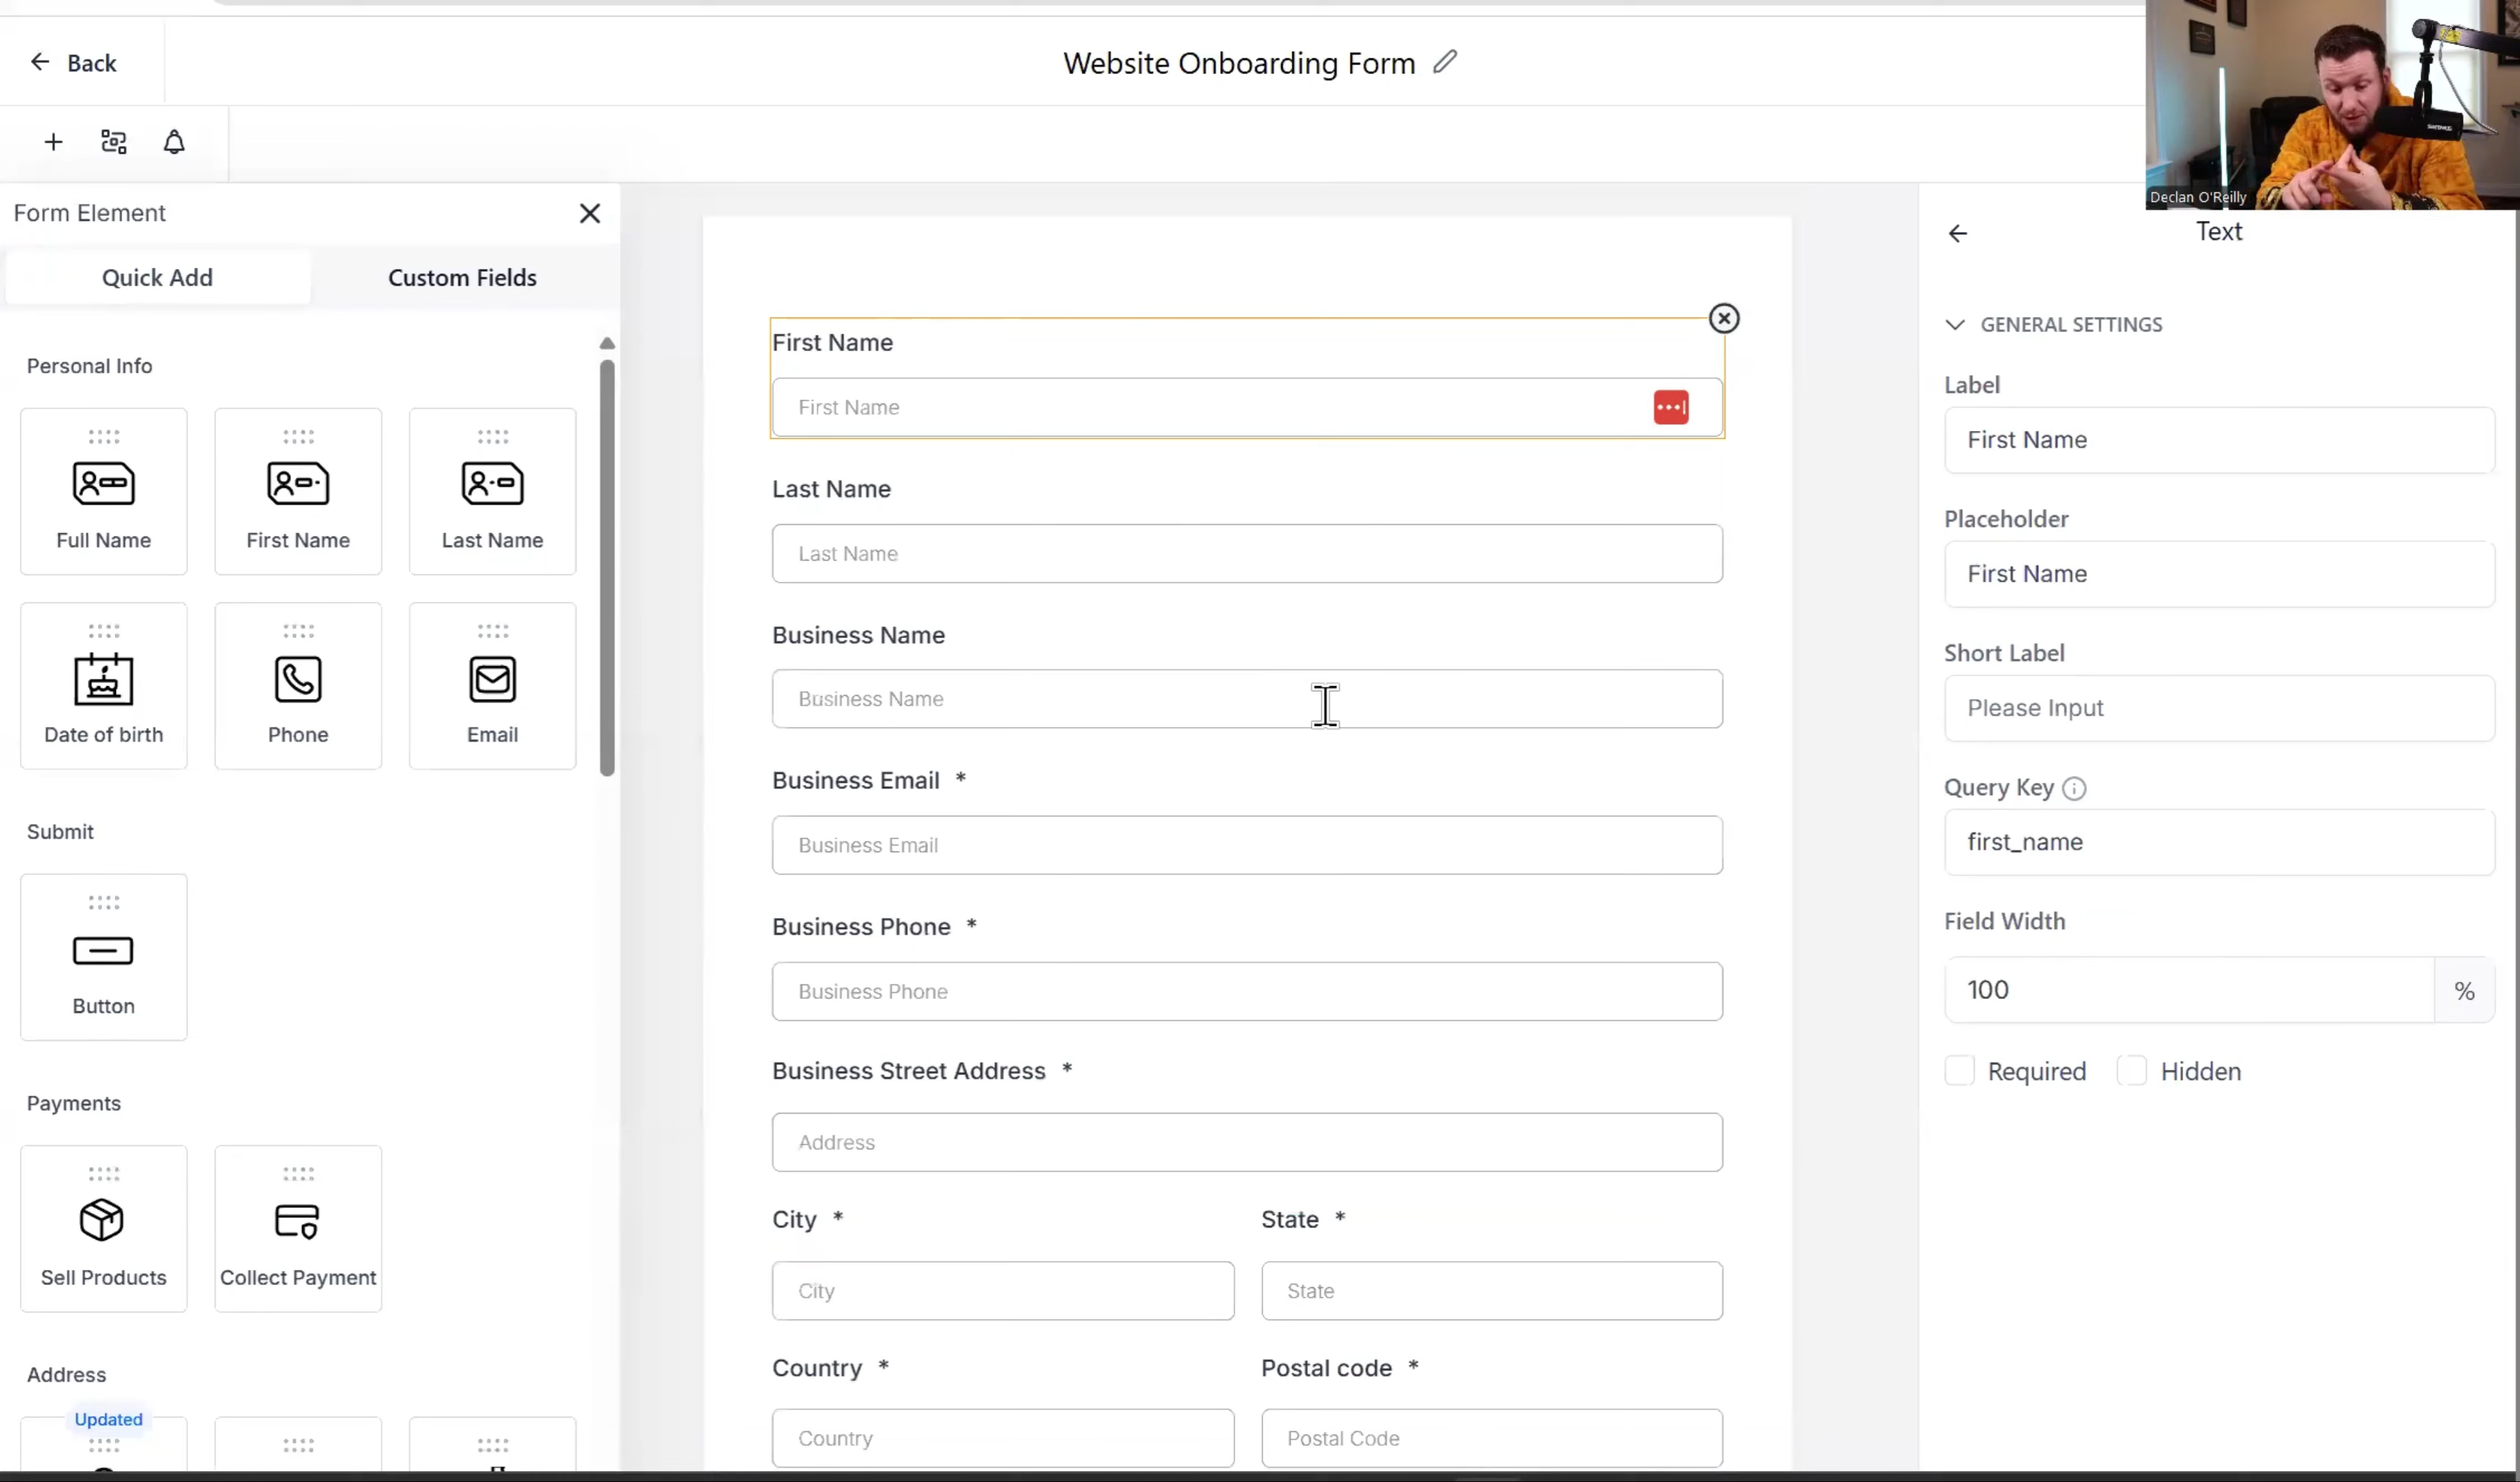 Back
Website Onboarding Form
Declan O'Reilly
Form Element
Quick Add
Custom Fields
Personal Info
Full Name
First Name
Last Name
Date of birth
Phone
Email
Submit
Button
Payments
Sell Products
Collect Payment
Address
Updated
First Name
First Name
Last Name
Last Name
Business Name
Business Name
Business Email *
Business Email
Business Phone *
Business Phone
Business Street Address *
Address
City *
State *
City
State
Country *
Postal code *
Country
Postal Code
Text
GENERAL SETTINGS
Label
First Name
Placeholder
First Name
Short Label
Please Input
Query Key
first_name
Field Width
100 %
Required
Hidden